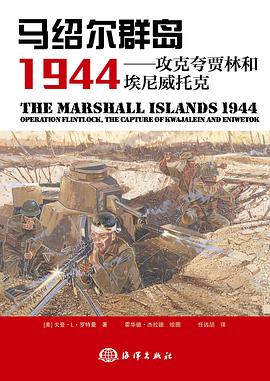 马绍尔群岛
1944——攻克夸贾林和
埃尼威托克
THE MARSHALL ISLANDS 1944
OPERATION FLINTLOCK, THE CAPTURE OF KWAJALEIN AND ENIWETOK
[美] 戈登·L·罗特曼 著 霍华德·杰拉德 绘图 任远喆 译
海洋出版社